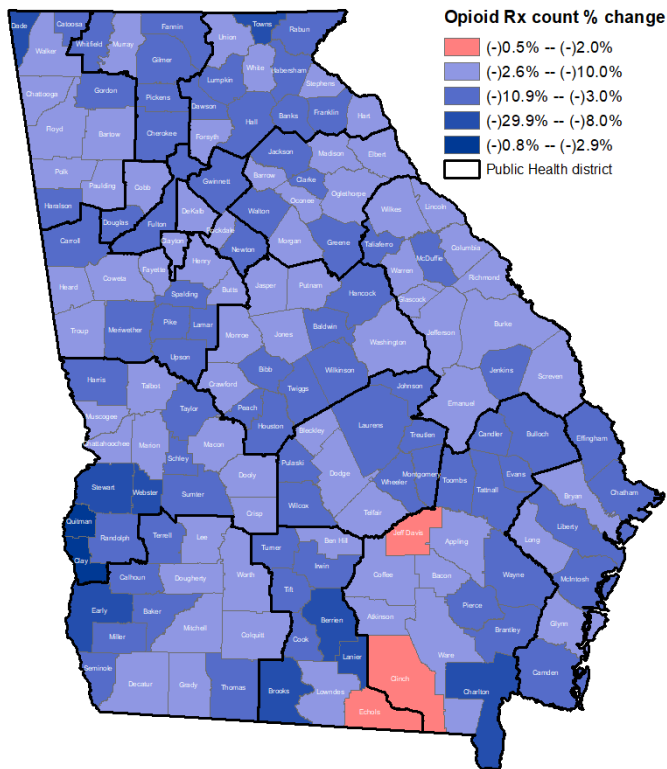 Opioid Rx count % change
(-)0.5% -- (-)2.0%
(-)2.6% -- (-)10.0%
(-)10.9% -- (-)3.0%
(-)29.9% -- (-)8.0%
(-)0.8% -- (-)2.9%
Public Health district
Dade
Catoosa
Whitfield
Murray
Fannin
Union
Towns
Rabun
Walker
Gilmer
Lumpkin
White
Habersham
Stephens
Chattooga
Gordon
Pickens
Dawson
Hall
Banks
Franklin
Hart
Floyd
Bartow
Cherokee
Forsyth
Jackson
Madison
Elbert
Polk
Paulding
Cobb
Gwinnett
Barrow
Clarke
Oconee
Oglethorpe
Wilkes
Lincoln
Haralson
Douglas
Fulton
DeKalb
Rockdale
Walton
Morgan
Greene
Taliaferro
McDuffie
Columbia
Carroll
Clayton
Newton
Henry
Fayette
Warren
Richmond
Heard
Coweta
Spalding
Butts
Jasper
Putnam
Hancock
Glascock
Troup
Meriwether
Pike
Lamar
Monroe
Jones
Baldwin
Washington
Jefferson
Burke
Upson
Bibb
Wilkinson
Jenkins
Screven
Harris
Talbot
Crawford
Twiggs
Johnson
Emanuel
Taylor
Peach
Houston
Laurens
Muscogee
Chattahoochee
Marion
Macon
Bleckley
Treutlen
Candler
Bulloch
Effingham
Schley
Dooly
Pulaski
Dodge
Wheeler
Montgomery
Toombs
Tattnall
Evans
Bryan
Chatham
Stewart
Webster
Sumter
Crisp
Wilcox
Telfair
Quitman
Randolph
Terrell
Lee
Turner
Ben Hill
Jeff Davis
Appling
Long
Liberty
Clay
Calhoun
Dougherty
Worth
Irwin
Coffee
Bacon
Wayne
McIntosh
Early
Baker
Mitchell
Tift
Atkinson
Pierce
Miller
Colquit
Cook
Berrien
Ware
Brantley
Glynn
Seminole
Decatur
Grady
Thomas
Brooks
Lowndes
Lanier
Clinch
Echols
Charlton
Camden